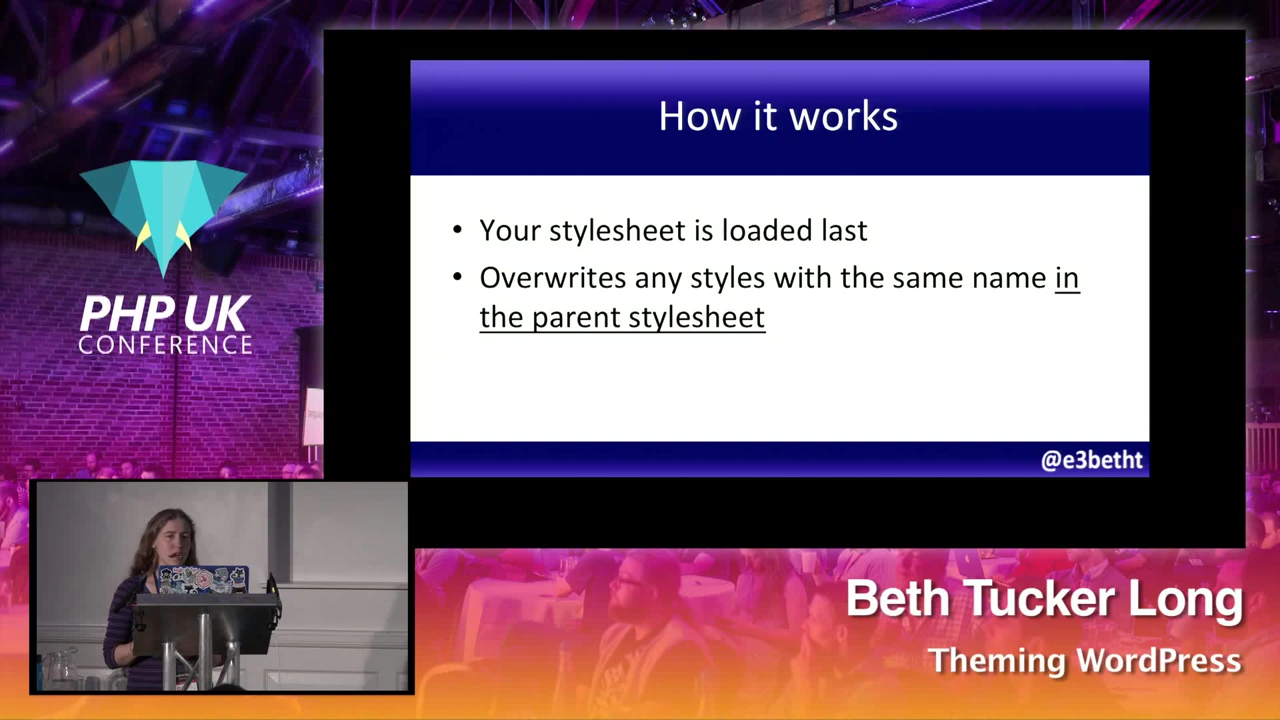 How it works
• Your stylesheet is loaded last
• Overwrites any styles with the same name in
the parent stylesheet
@e3betht
PHP UK
CONFERENCE
Beth Tucker Long
Theming WordPress